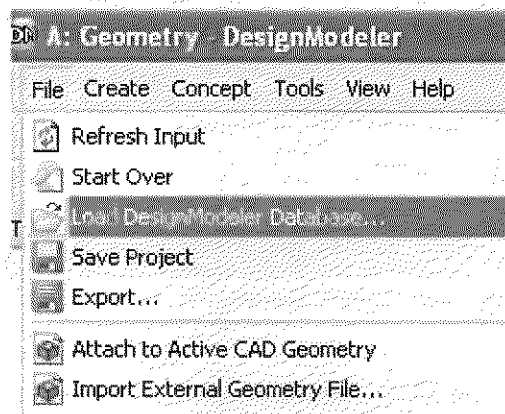 A: Geometry - DesignModeler
File Create Concept Tools View Help
Refresh Input
Start Over
Load DesignModeler Database...
Save Project
Export...
Attach to Active CAD Geometry
Import External Geometry File...